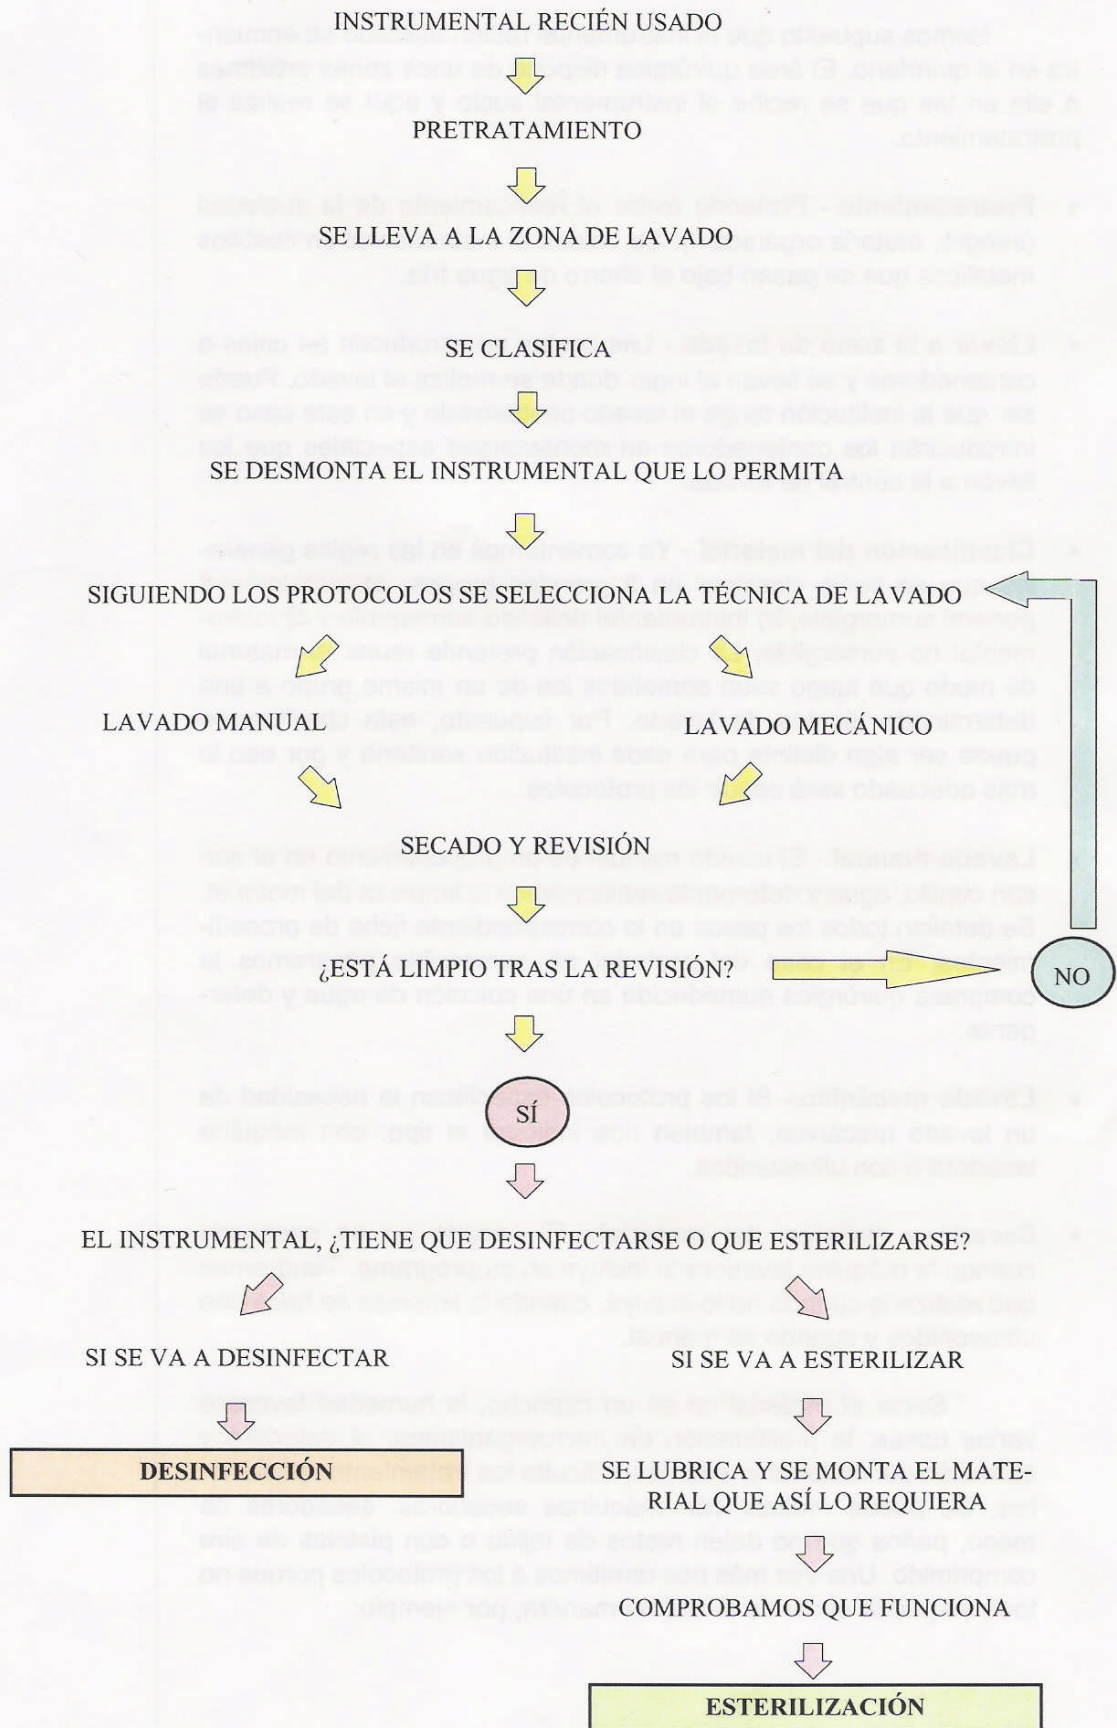 INSTRUMENTAL RECIÉN USADO
PRETRATAMIENTO
SE LLEVA A LA ZONA DE LAVADO
SE CLASIFICA
SE DESMONTA EL INSTRUMENTAL QUE LO PERMITA
SIGUIENDO LOS PROTOCOLOS SE SELECCIONA LA TÉCNICA DE LAVADO
LAVADO MANUAL
LAVADO MECÁNICO
SECADO Y REVISIÓN
¿ESTÁ LIMPIO TRAS LA REVISIÓN?
NO
SÍ
EL INSTRUMENTAL, ¿TIENE QUE DESINFECTARSE O QUE ESTERILIZARSE?
SI SE VA A DESINFECTAR
SI SE VA A ESTERILIZAR
DESINFECCIÓN
SE LUBRICA Y SE MONTA EL MATE-
RIAL QUE ASÍ LO REQUIERA
COMPROBAMOS QUE FUNCIONA
ESTERILIZACIÓN